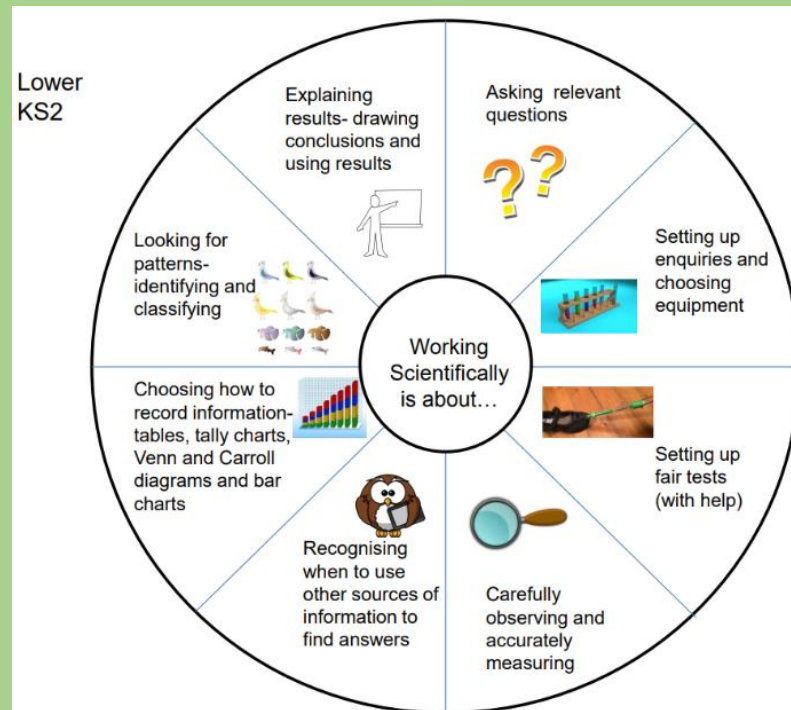 Lower
KS2
Explaining
results- drawing
conclusions and
using results
Asking relevant
questions
Setting up
enquiries and
choosing
equipment
Setting up
fair tests
(with help)
Carefully
observing and
accurately
measuring
Recognising
when to use
other sources of
information to
find answers
Choosing how to
record information-
tables, tally charts,
Venn and Carroll
diagrams and bar
charts
Looking for
patterns-
identifying and
classifying
Working
Scientifically
is about…